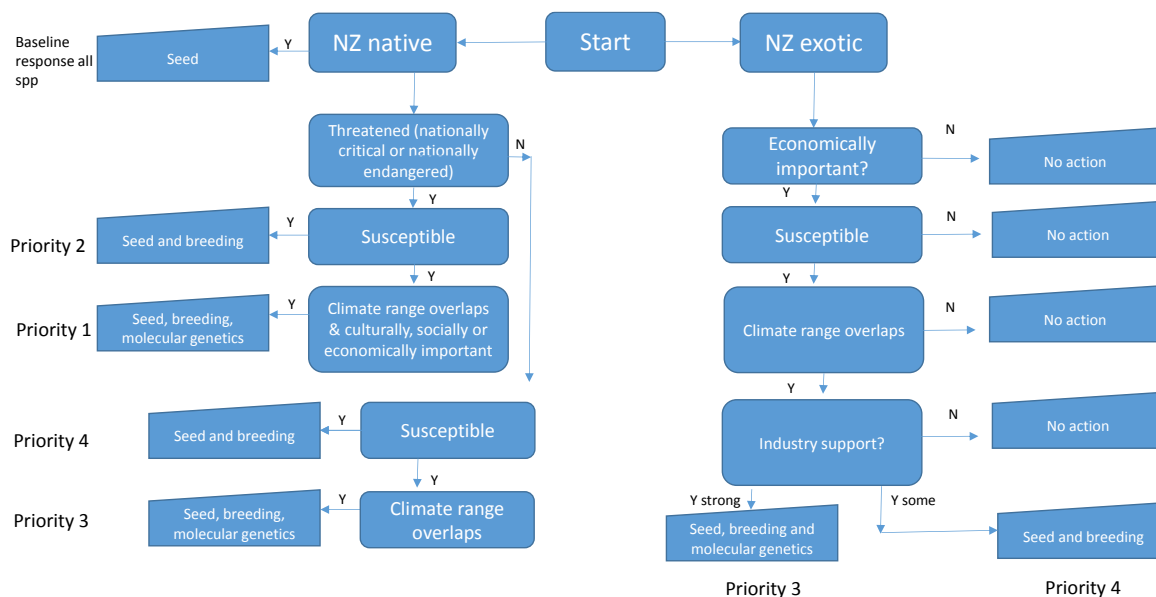 Baseline
response all
spp
Seed
Y
NZ native
Start
NZ exotic
Threatened (nationally
critical or nationally
endangered)
N
Y
Economically
important?
N
No action
Y
Priority 2
Seed and breeding
Y
Susceptible
Y
Susceptible
N
No action
Y
Priority 1
Seed, breeding,
molecular genetics
Y
Climate range overlaps
& culturally, socially or
economically important
Climate range overlaps
N
No action
Y
Priority 4
Seed and breeding
Y
Susceptible
Y
Industry support?
N
No action
Y strong
Y some
Priority 3
Seed, breeding,
molecular genetics
Y
Climate range
overlaps
Seed, breeding and
molecular genetics
Seed and breeding
Priority 3
Priority 4